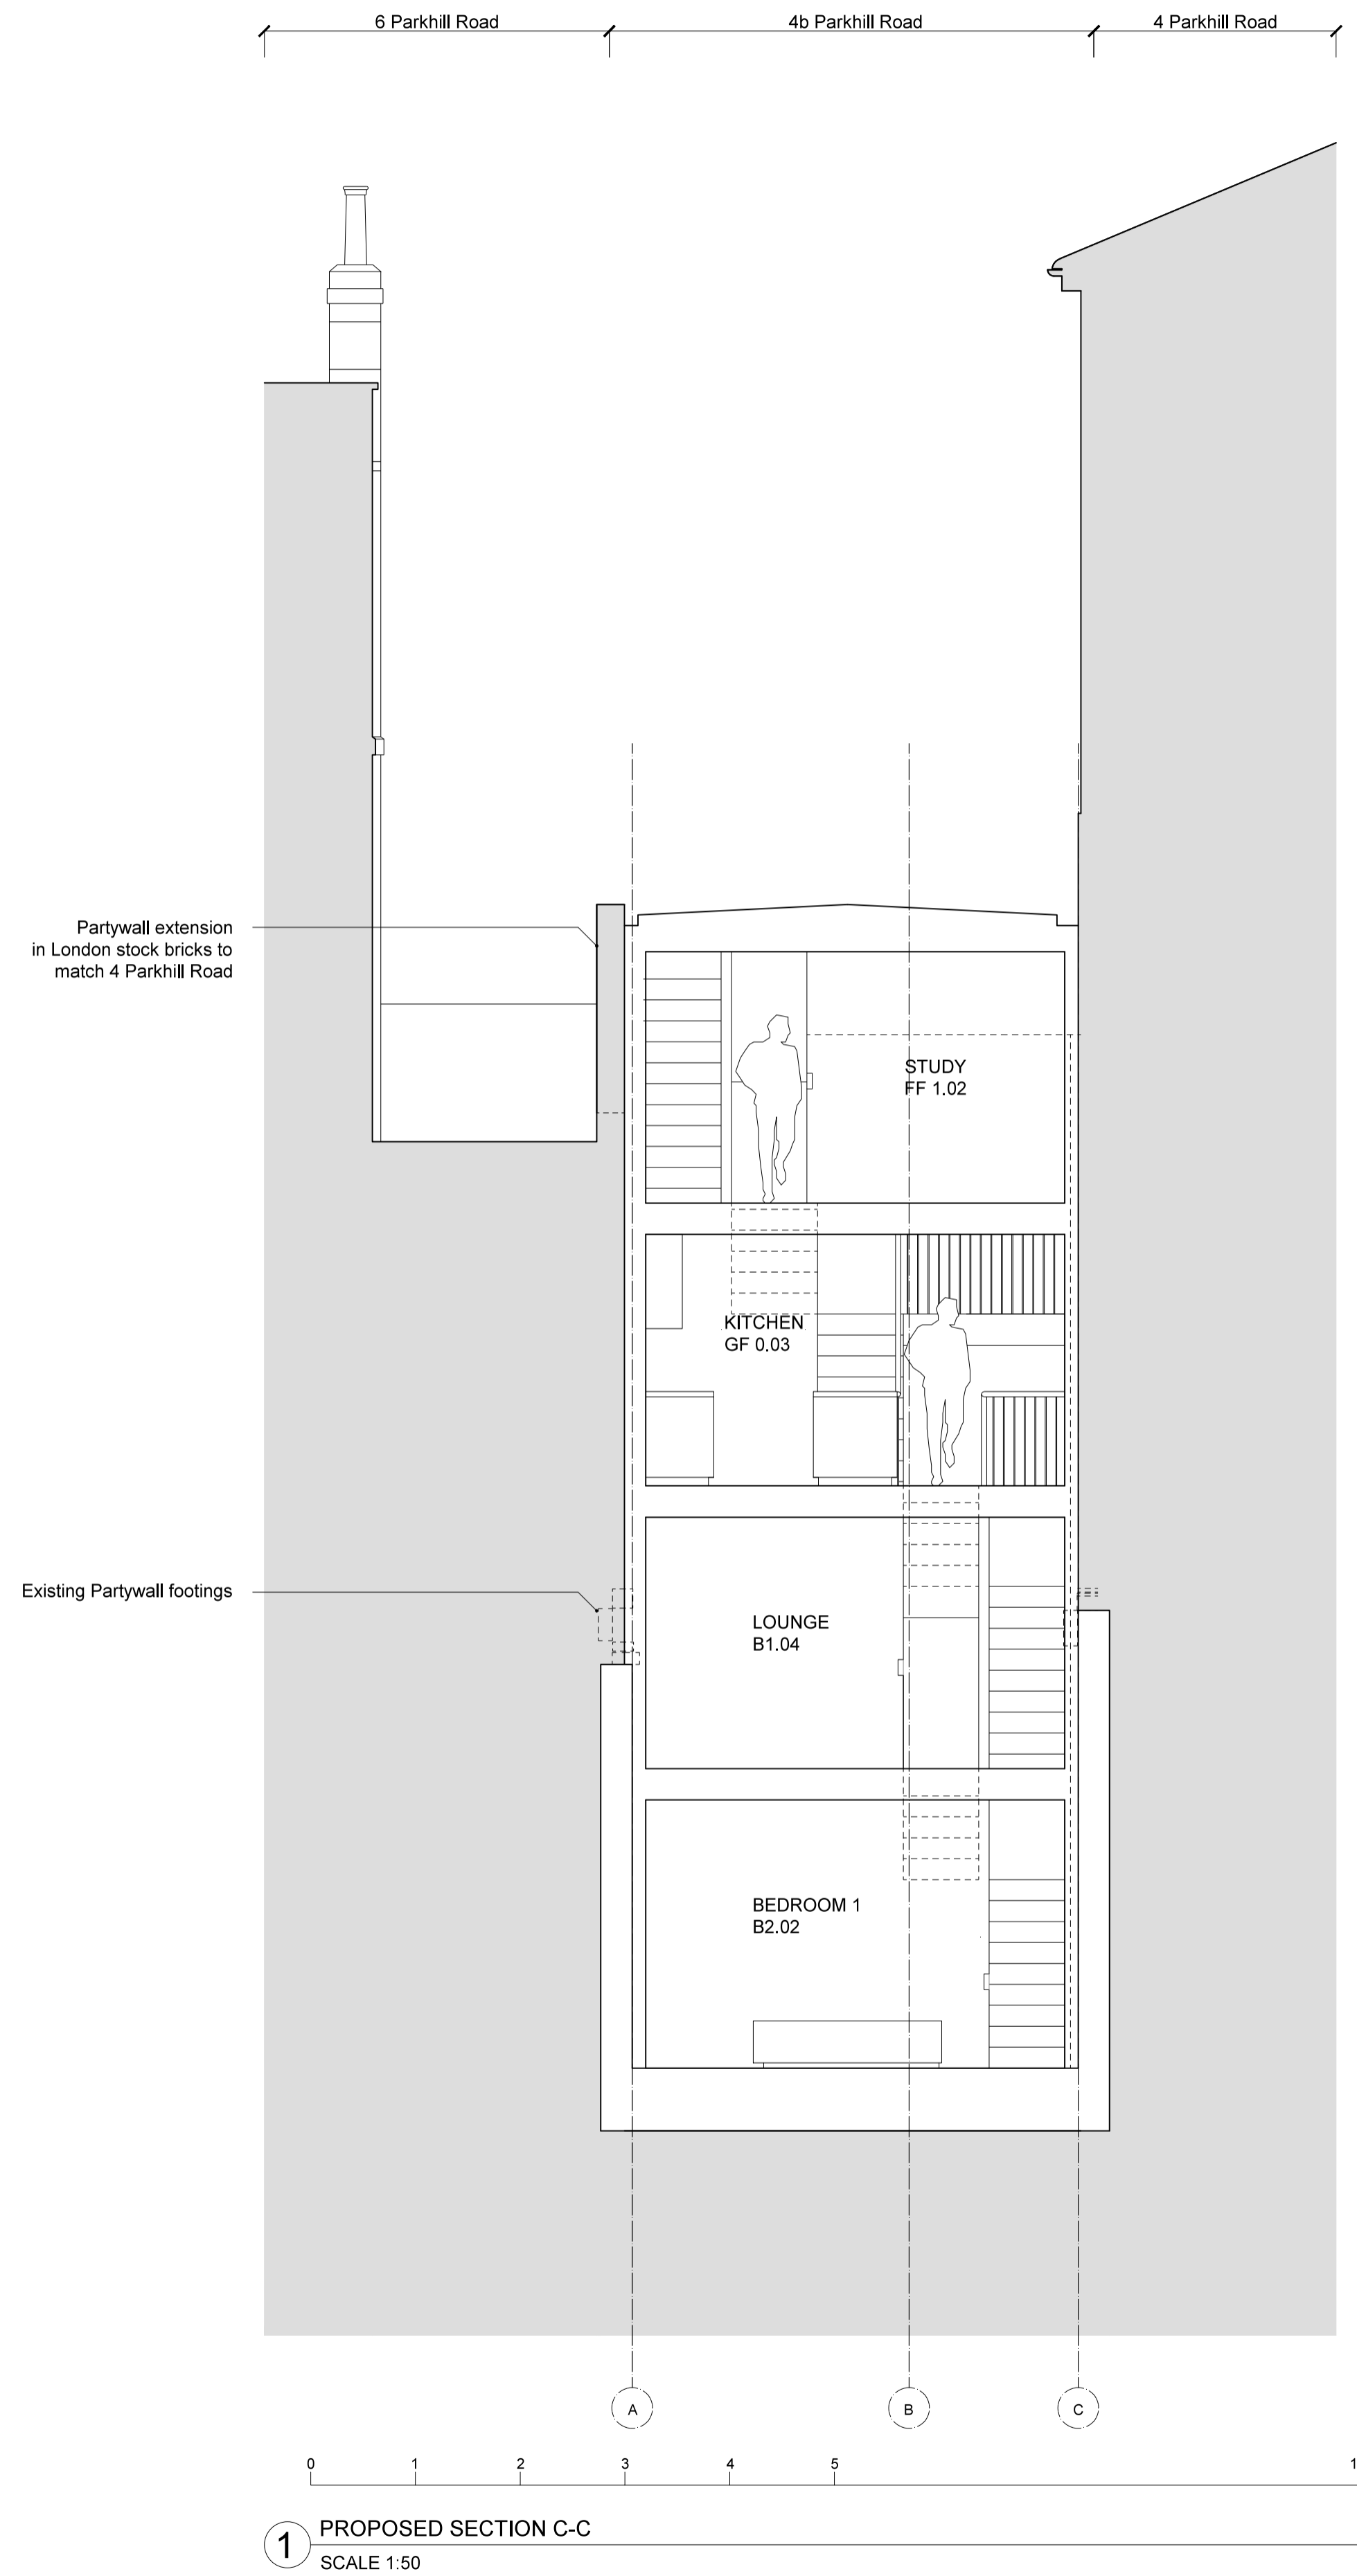 6 Parkhill Road
4b Parkhill Road
4 Parkhill Road
Partywall extension
in London stock bricks to
match 4 Parkhill Road
STUDY
FF 1.02
KITCHEN
GF 0.03
Existing Partywall footings
LOUNGE
B1.04
BEDROOM 1
B2.02
A
B
C
0
1
2
3
4
5
1
1
PROPOSED SECTION C-C
SCALE 1:50